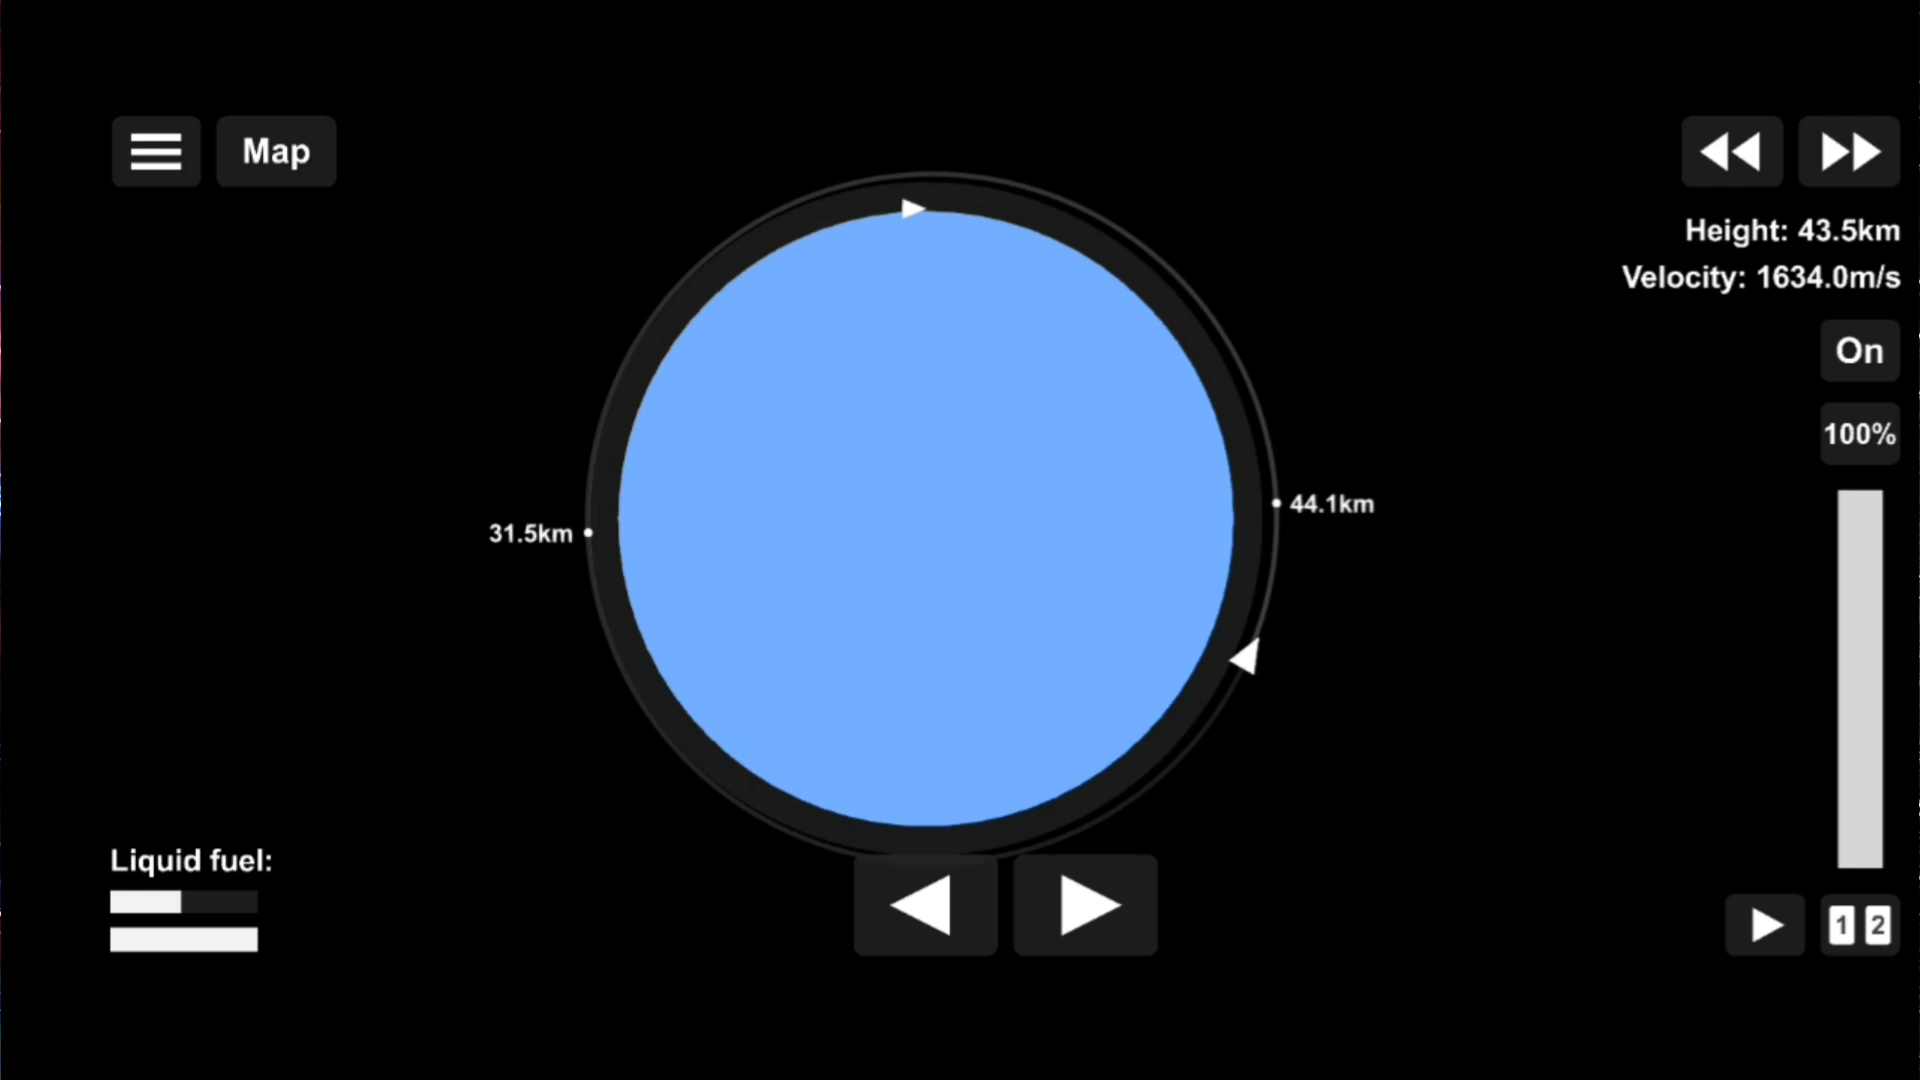 Map
Height: 43.5km
Velocity: 1634.0m/s
On
100%
44.1km
31.5km
Liquid fuel:
1 2